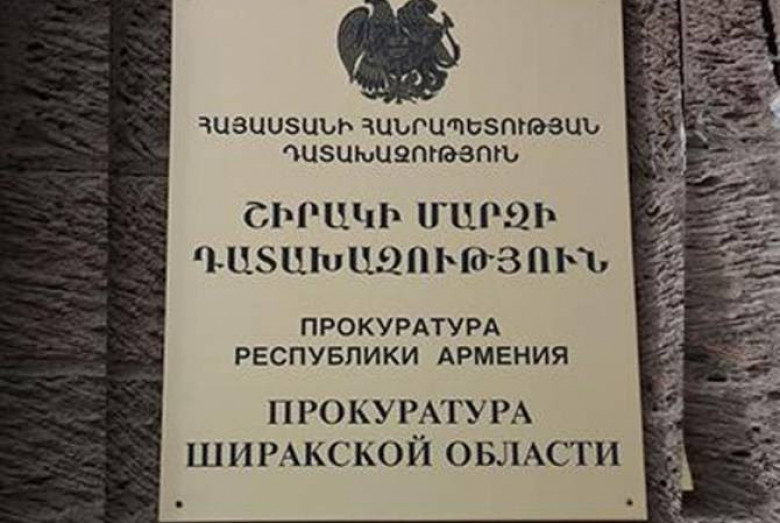 ՀԱՅԱՍՏԱՆԻ ՀԱՆՐԱՊԵՏՈՒԹՅԱՆ
ԴԱՏԱԽԱԶՈՒԹՅՈՒՆ
ՇԻՐԱԿԻ ՄԱՐԶԻ
ԴԱՏԱԽԱԶՈՒԹՅՈՒՆ
ПРОКУРАТУРА
РЕСПУБЛИКИ АРМЕНИЯ
ПРОКУРАТУРА
ШИРАКСКОЙ ОБЛАСТИ